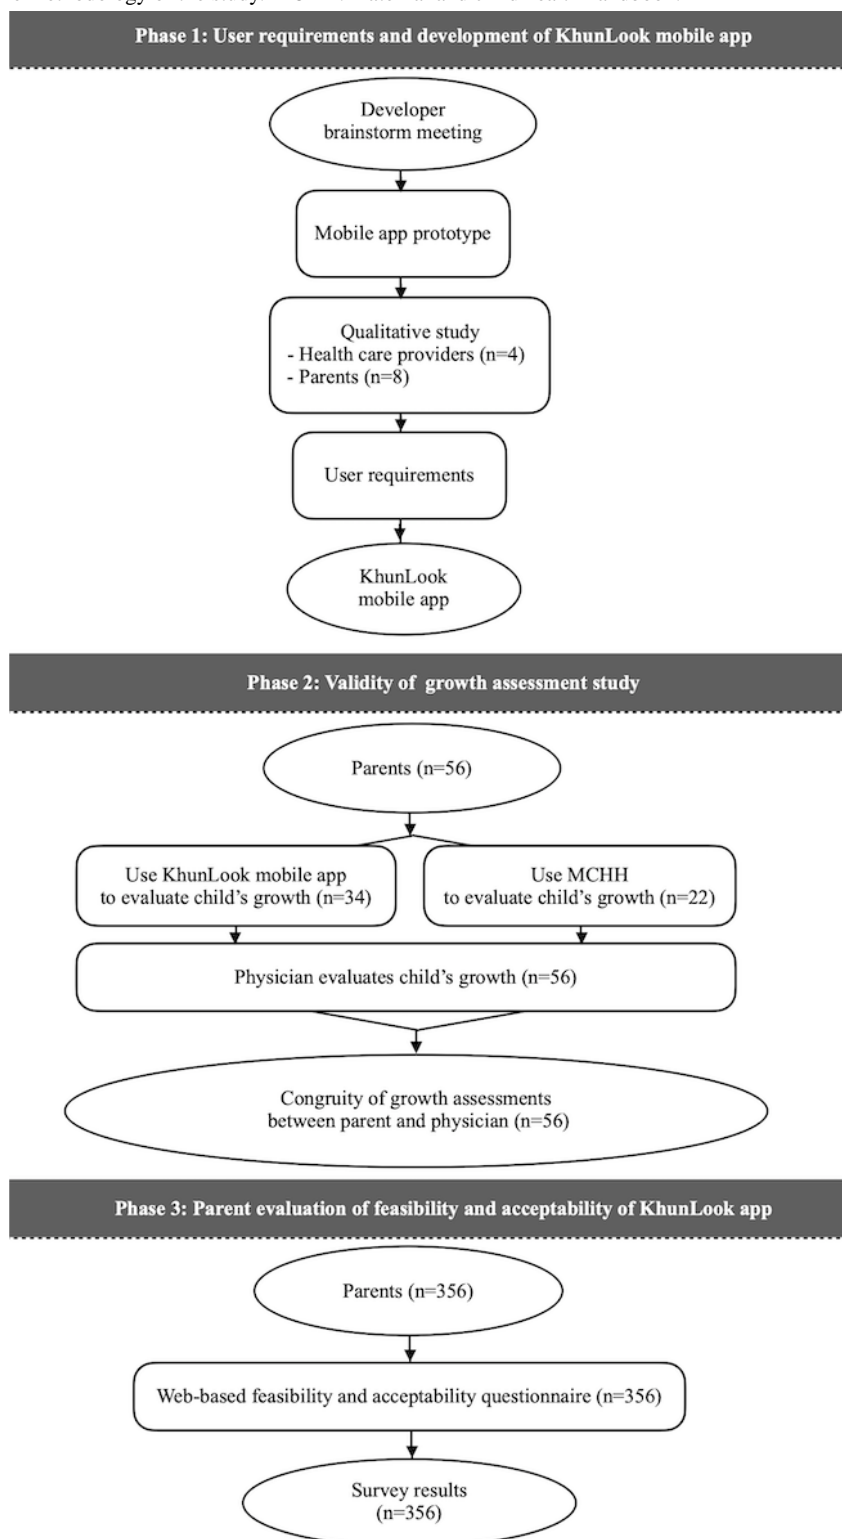 Phase 1: User requirements and development of KhunLook mobile app
Developer
brainstorm meeting
Mobile app prototype
Qualitative study
- Health care providers (n=4)
- Parents (n=8)
User requirements
KhunLook
mobile app
Phase 2: Validity of growth assessment study
Parents (n=56)
Use KhunLook mobile app
to evaluate child’s growth (n=34)
Use MCHH
to evaluate child’s growth (n=22)
Physician evaluates child’s growth (n=56)
Congruity of growth assessments
between parent and physician (n=56)
Phase 3: Parent evaluation of feasibility and acceptability of KhunLook app
Parents (n=356)
Web-based feasibility and acceptability questionnaire (n=356)
Survey results
(n=356)